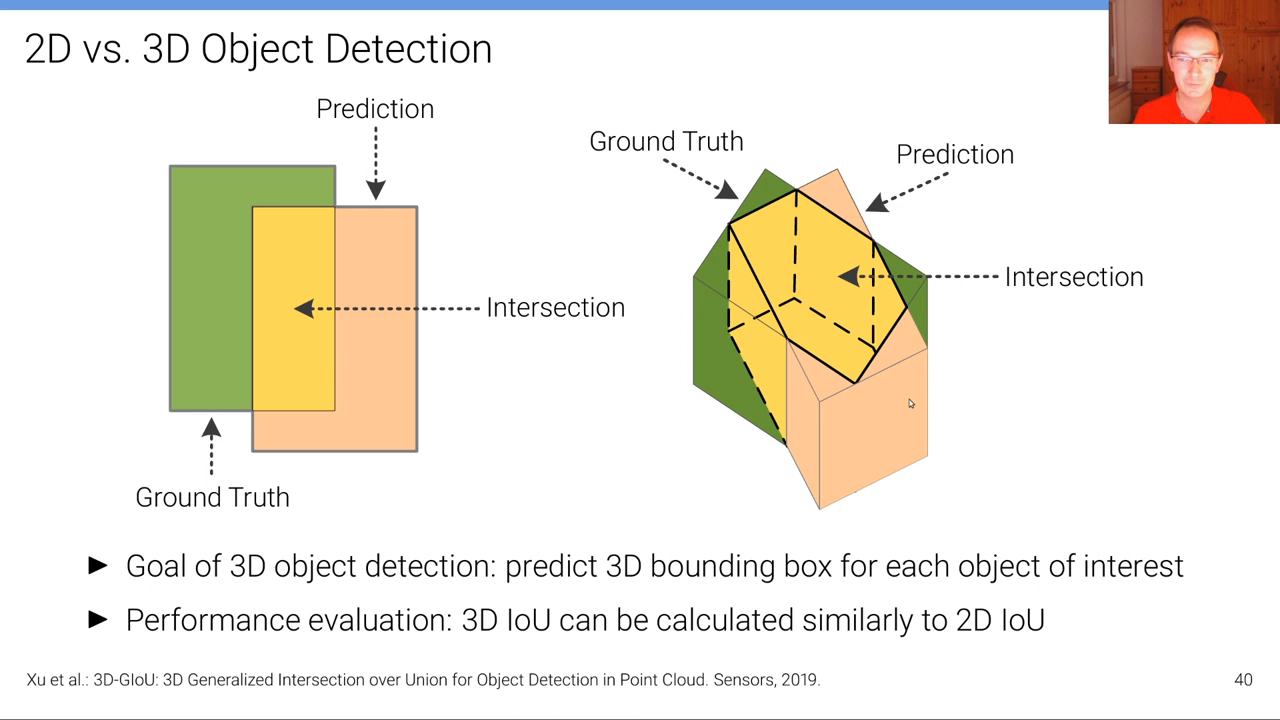 2D vs. 3D Object Detection
Prediction
Ground Truth
Prediction
Intersection
Intersection
Ground Truth
► Goal of 3D object detection: predict 3D bounding box for each object of interest
► Performance evaluation: 3D IoU can be calculated similarly to 2D IoU
Xu et al.: 3D-GIoU: 3D Generalized Intersection over Union for Object Detection in Point Cloud. Sensors, 2019.
40